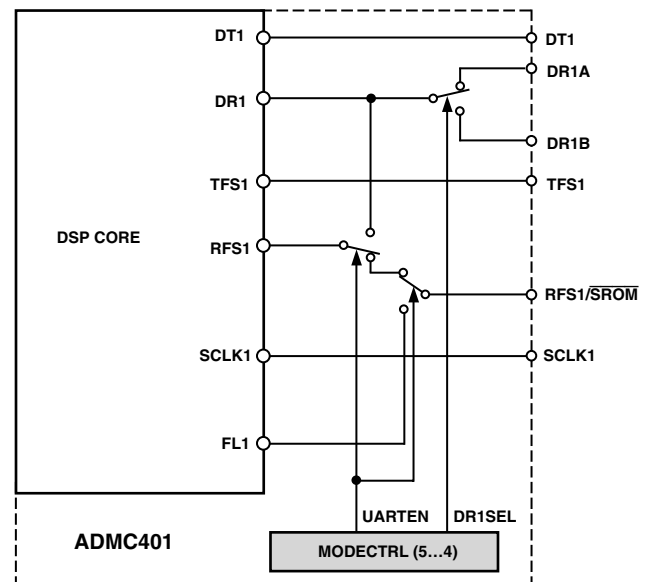 DT1
DT1
DR1A
DR1
DR1B
TFS1
TFS1
DSP CORE
RFS1
RFS1/S̅R̅O̅M̅
SCLK1
SCLK1
FL1
UARTEN
DR1SEL
ADMC401
MODECTRL (5...4)